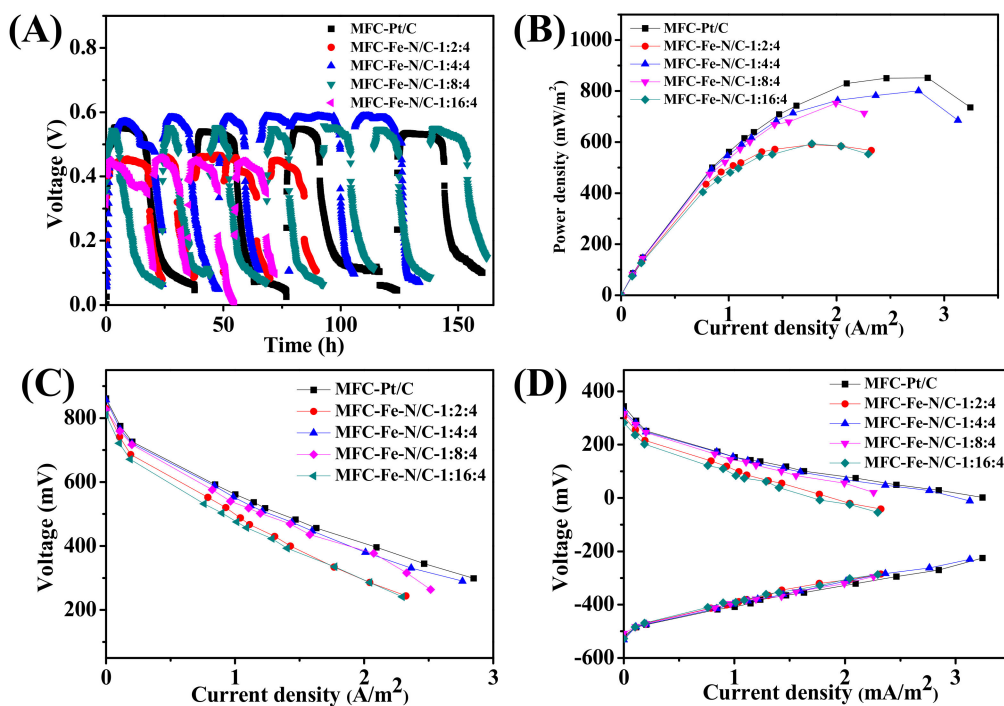 (A)
MFC-Pt/C
MFC-Fe-N/C-1:2:4
MFC-Fe-N/C-1:4:4
MFC-Fe-N/C-1:8:4
MFC-Fe-N/C-1:16:4
Voltage (V)
0.8
0.6
0.4
0.2
0.0
0 50 100 150
Time (h)
(B)
MFC-Pt/C
MFC-Fe-N/C-1:2:4
MFC-Fe-N/C-1:4:4
MFC-Fe-N/C-1:8:4
MFC-Fe-N/C-1:16:4
Power density (mW/m²)
1000
800
600
400
200
0
0 1 2 3
Current density (A/m²)
(C)
MFC-Pt/C
MFC-Fe-N/C-1:2:4
MFC-Fe-N/C-1:4:4
MFC-Fe-N/C-1:8:4
MFC-Fe-N/C-1:16:4
Voltage (mV)
800
600
400
200
0
0 1 2 3
Current density (A/m²)
(D)
MFC-Pt/C
MFC-Fe-N/C-1:2:4
MFC-Fe-N/C-1:4:4
MFC-Fe-N/C-1:8:4
MFC-Fe-N/C-1:16:4
Voltage (mV)
400
200
0
-200
-400
-600
0 1 2 3
Current density (mA/m²)